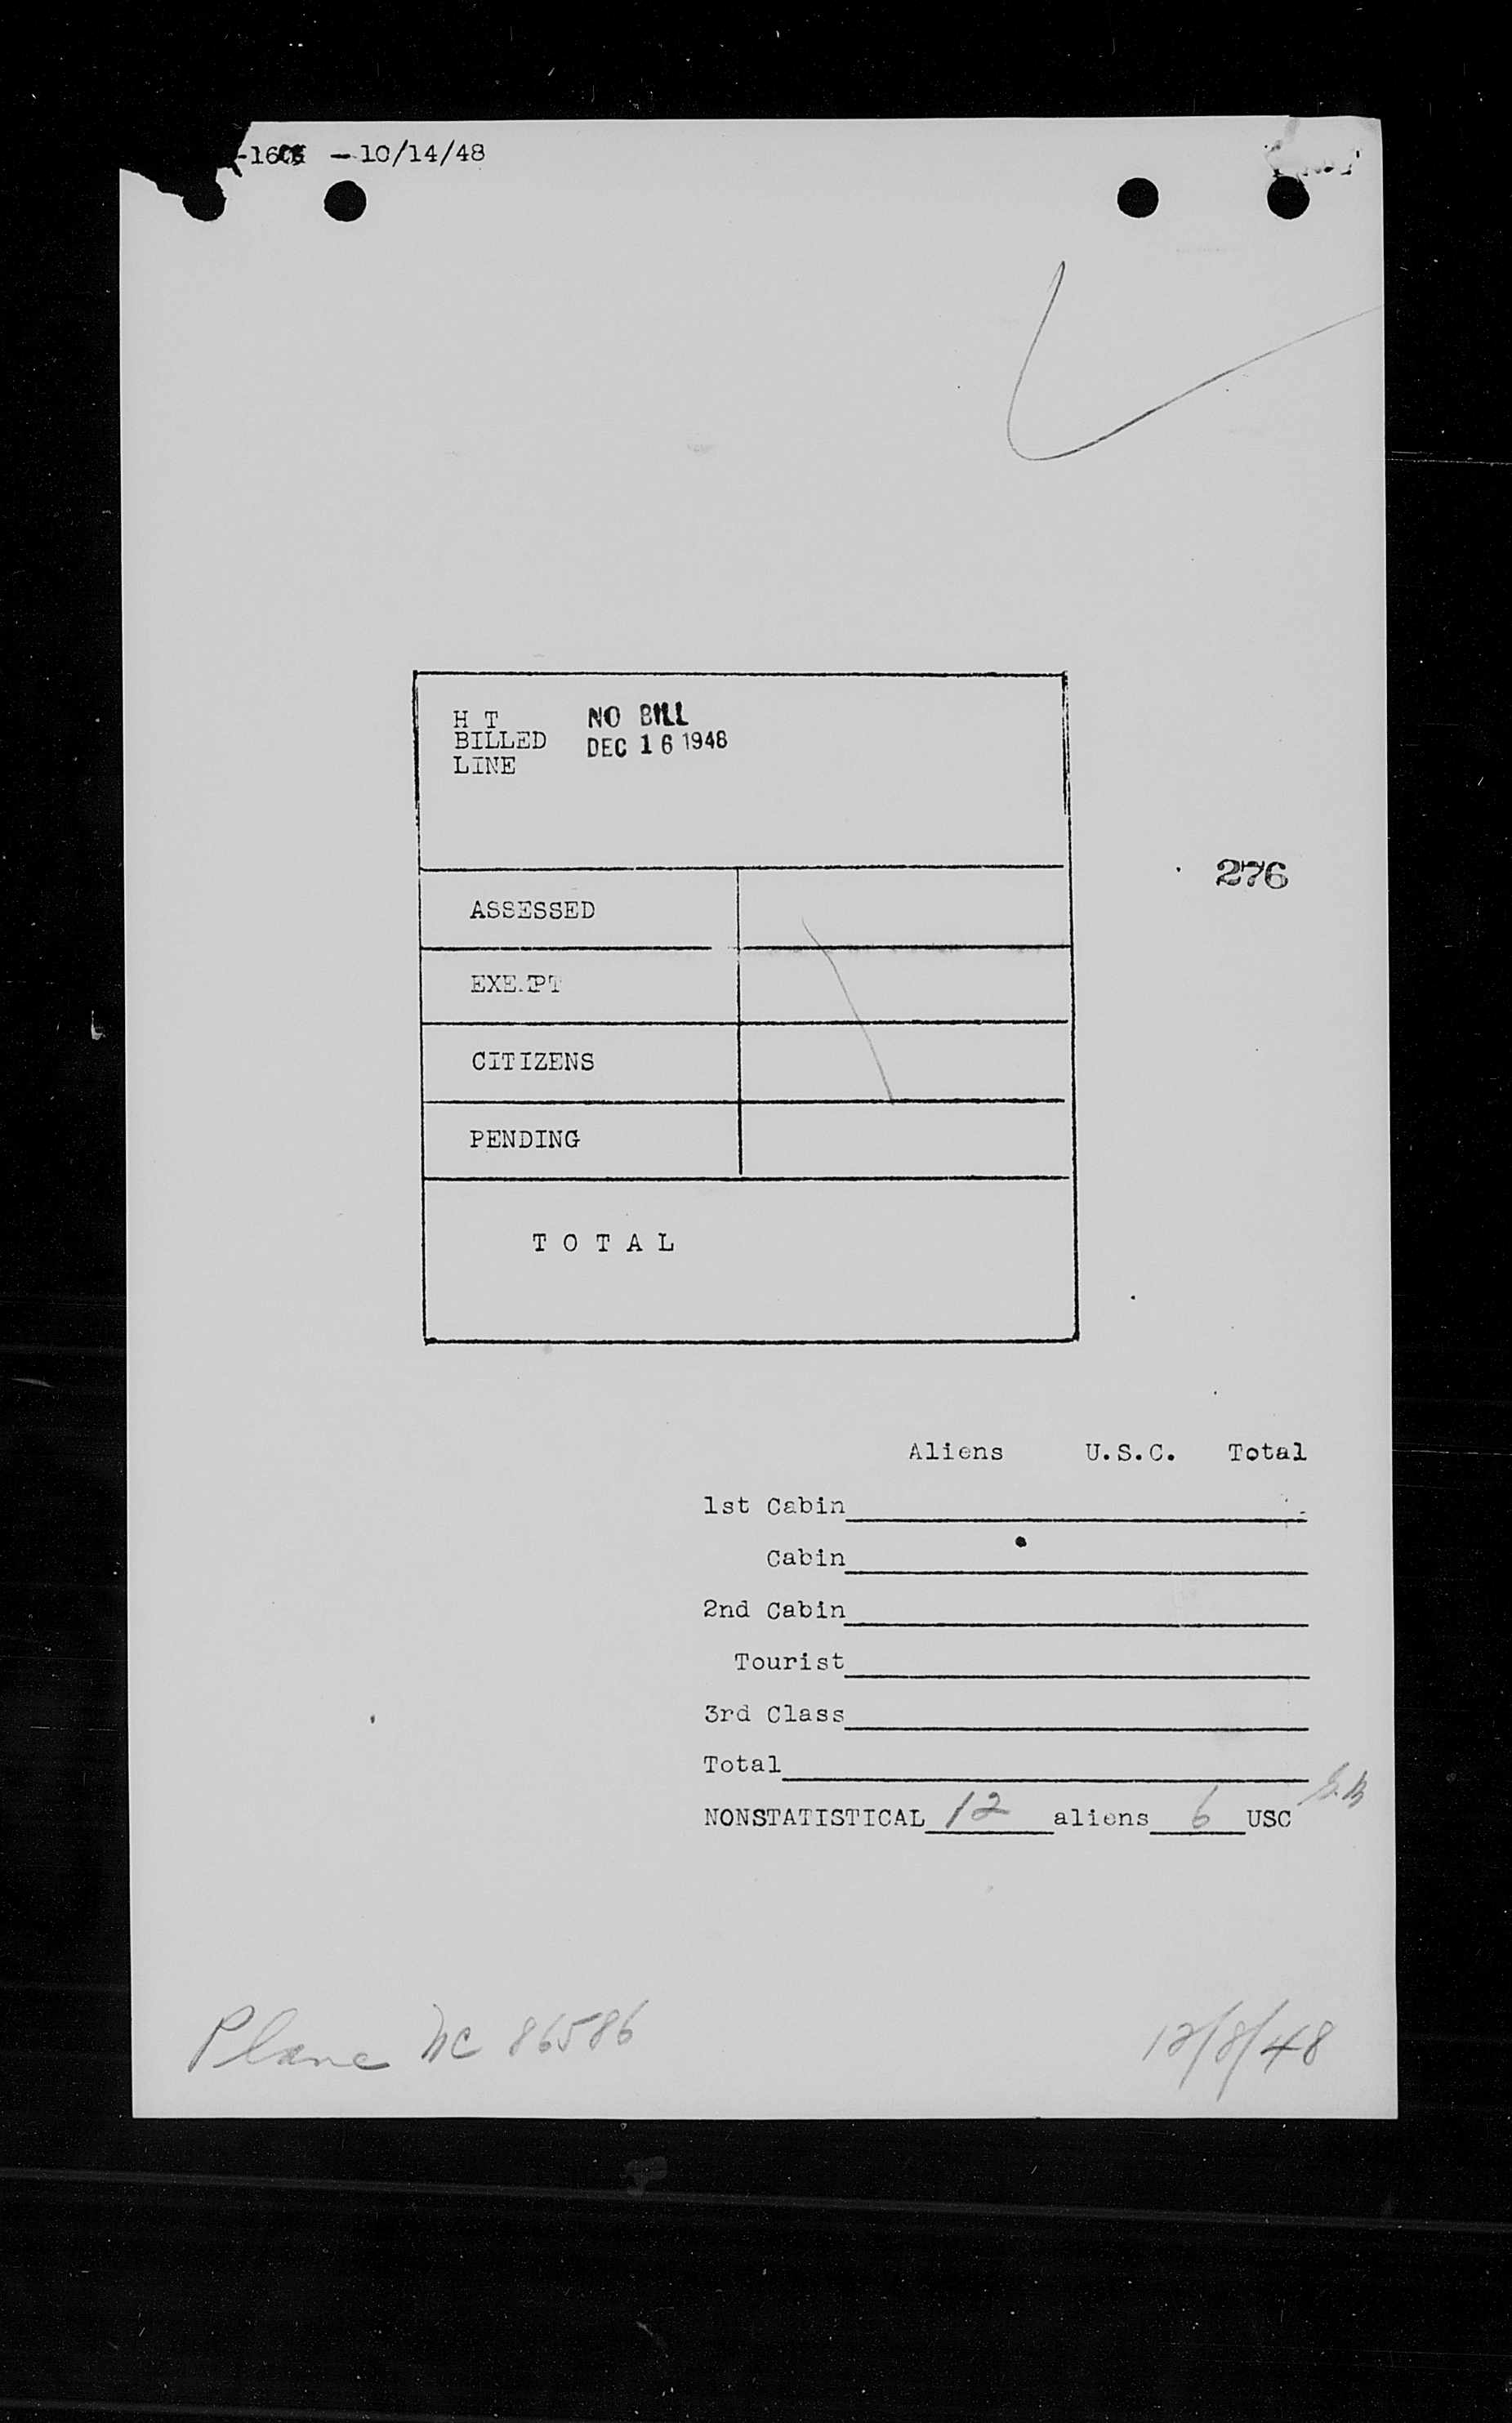 - 10/14/48
H T NO BILL
BILLED DEC 16 1948
LINE
276
ASSESSED
EXEMPT
CITIZENS
PENDING
T O T A L
Aliens U.S.C. Total
1st Cabin
Cabin
2nd Cabin
Tourist
3rd Class
Total
NONSTATISTICAL 12 aliens 6 USC
Plane NC 86586 12/8/48